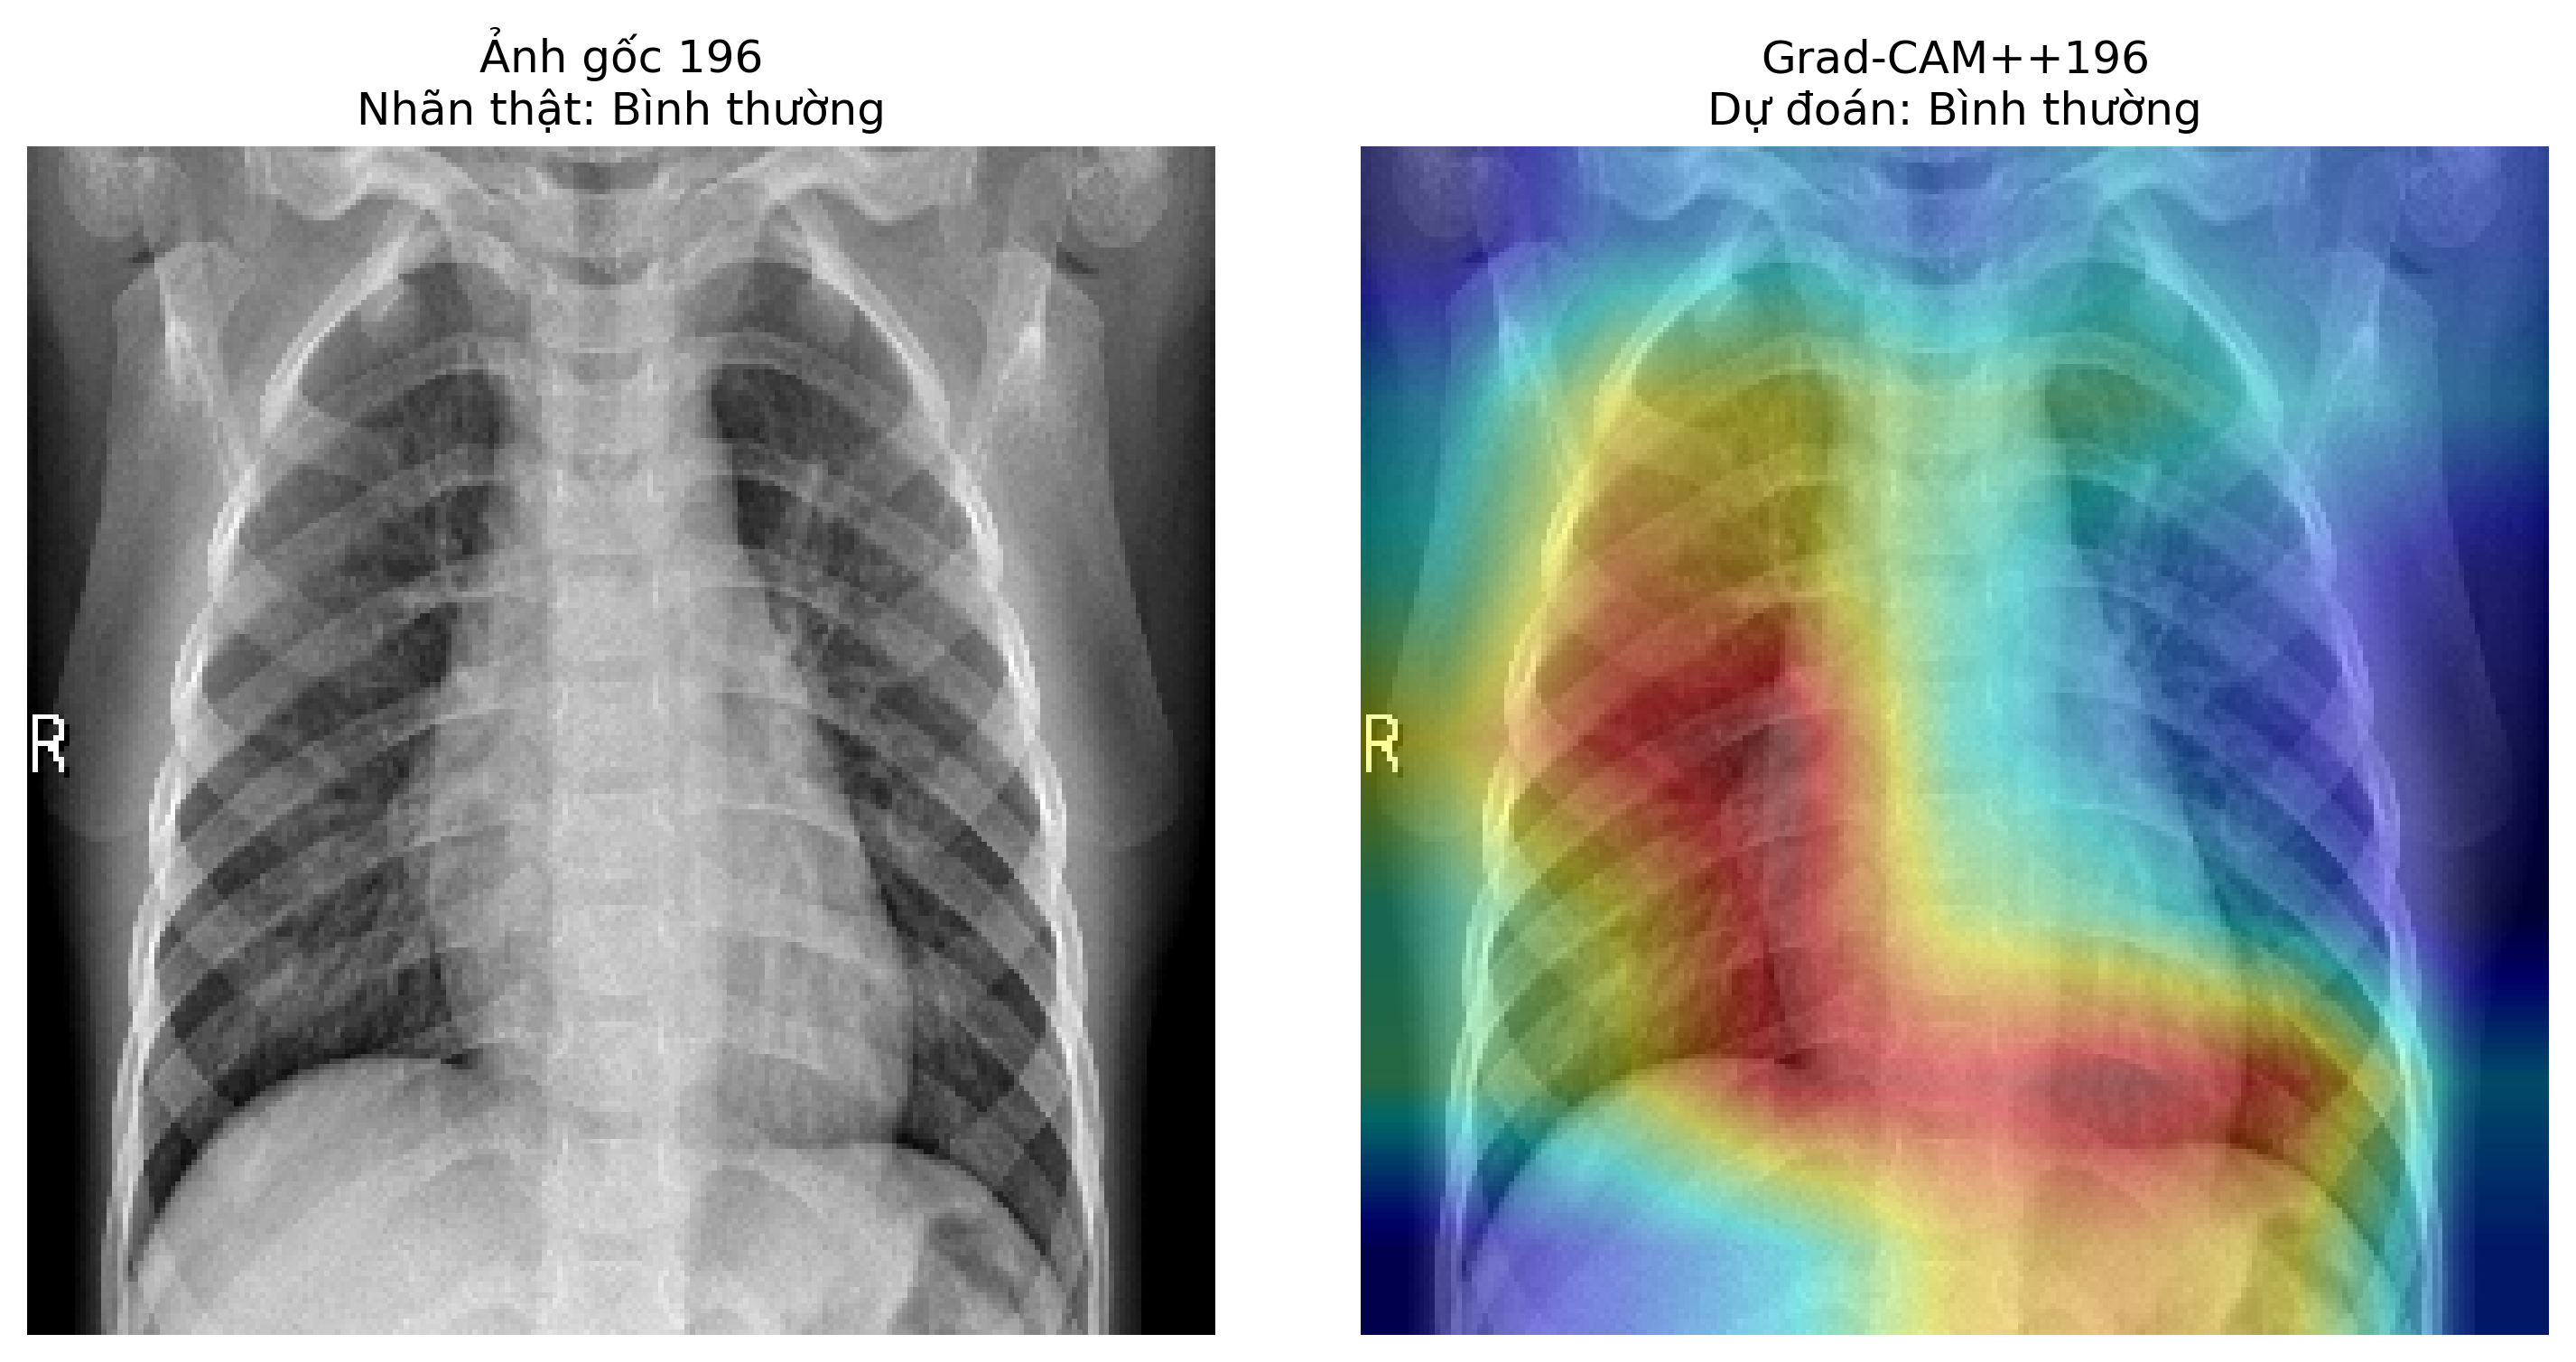 Ảnh gốc 196
Nhãn thật: Bình thường
Grad-CAM++196
Dự đoán: Bình thường
R
R